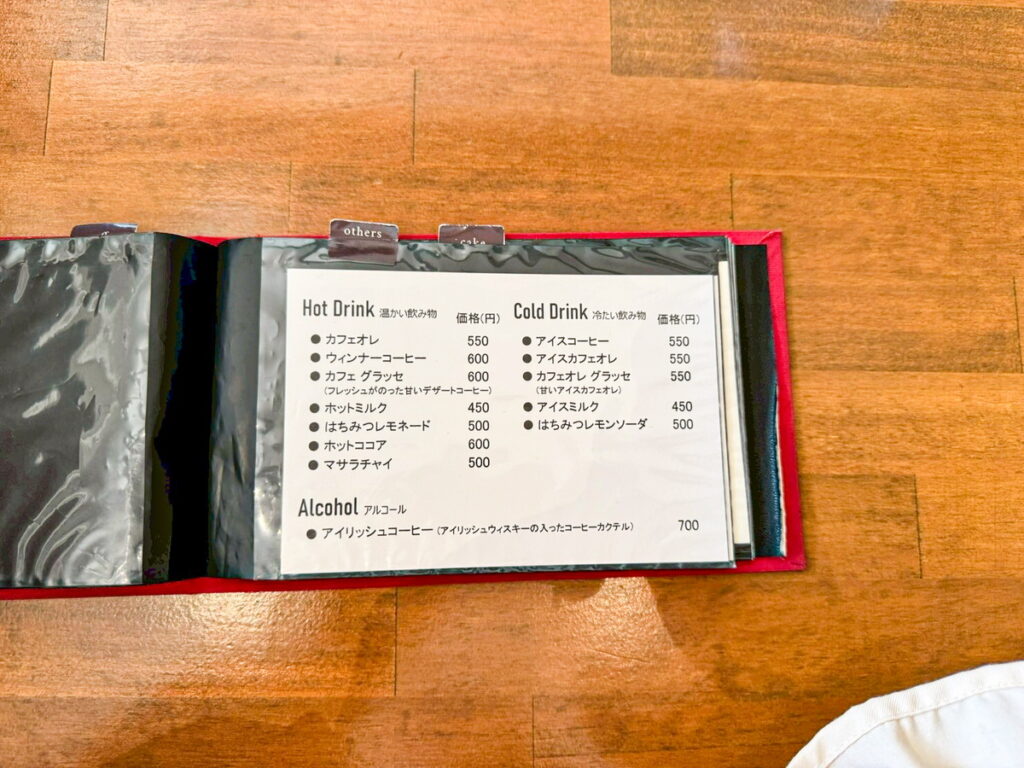 others
cake
Hot Drink 温かい飲み物 価格(円)
● カフェオレ 550
● ウィンナーコーヒー 600
● カフェ グラッセ 600
(フレッシュがのった甘いデザートコーヒー)
● ホットミルク 450
● はちみつレモネード 500
● ホットココア 600
● マサラチャイ 500
Cold Drink 冷たい飲み物 価格(円)
● アイスコーヒー 550
● アイスカフェオレ 550
● カフェオレ グラッセ 550
(甘いアイスカフェオレ)
● アイスミルク 450
● はちみつレモンソーダ 500
Alcohol アルコール
● アイリッシュコーヒー (アイリッシュウィスキーの入ったコーヒーカクテル) 700